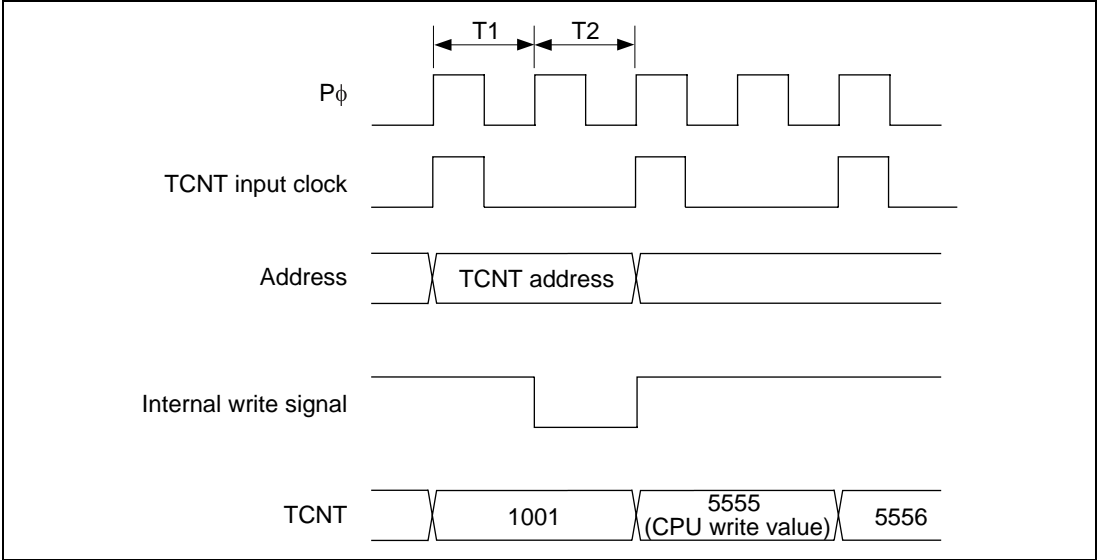 T1 T2
Pϕ
TCNT input clock
Address TCNT address
Internal write signal
TCNT 1001 5555 5556
(CPU write value)